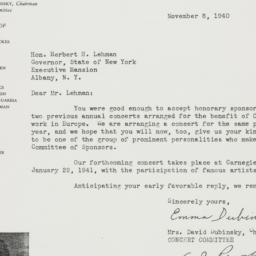 NSKY, Chairman
November 8, 1940
Hon. Herbert H. Lehman
Governor, State of New York
Executive Mansion
Albany, N. Y.
Dear Mr. Lehman:
You were good enough to accept honorary sponsor
two previous annual concerts arranged for the benefit of C
work in Europe. We are arranging a concert for the same p
year, and we hope that you will now, too, give us your kin
to be one of the group of prominent personalities who mak
Committee of Sponsors.
Our forthcoming concert takes place at Carnegie
January 22, 1941, with the participation of famous artists
Anticipating your early favorable reply, we re
Sincerely yours,
Emma Dubin
Mrs. David Dubinsky,
CONCERT COMMITTEE